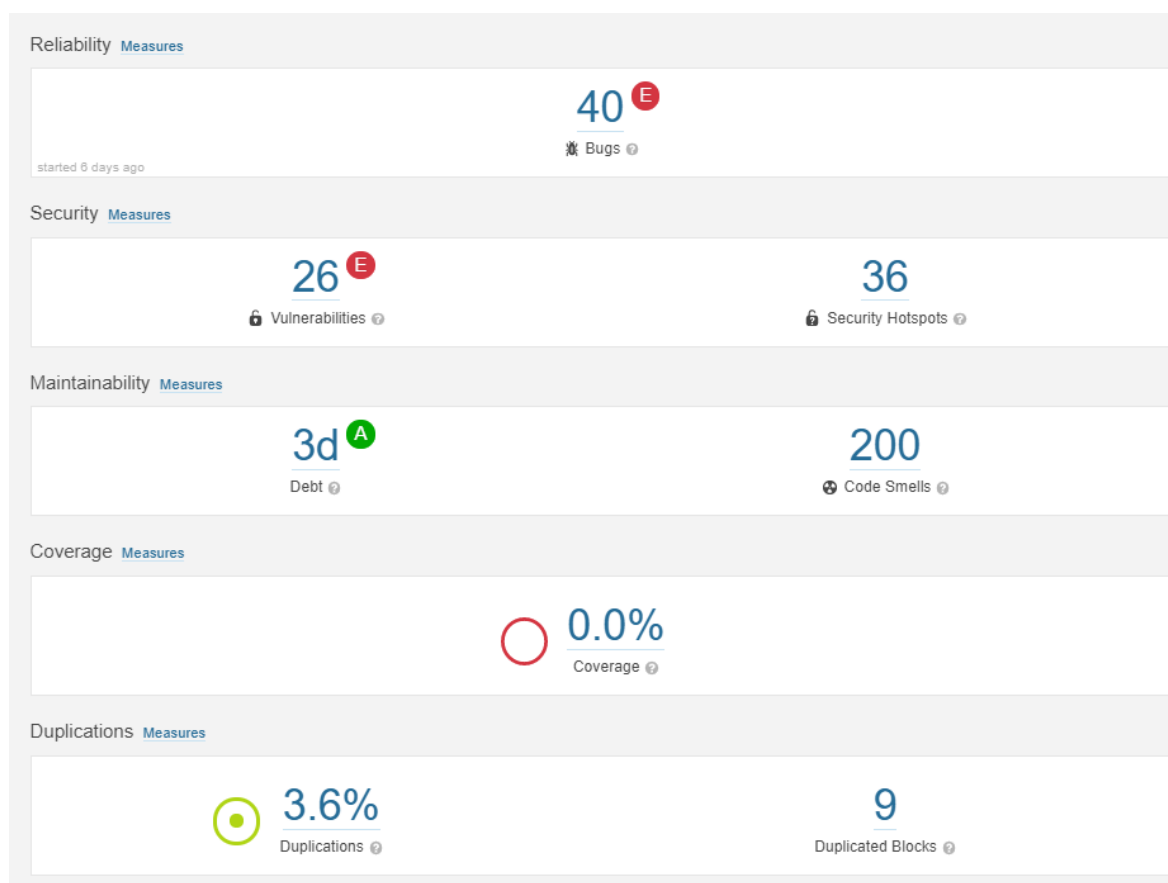 Reliability Measures
40 E
Bugs ?
started 6 days ago
Security Measures
26 E 36
Vulnerabilities ? Security Hotspots ?
Maintainability Measures
3d A 200
Debt ? Code Smells ?
Coverage Measures
0.0%
Coverage ?
Duplications Measures
3.6% 9
Duplications ? Duplicated Blocks ?